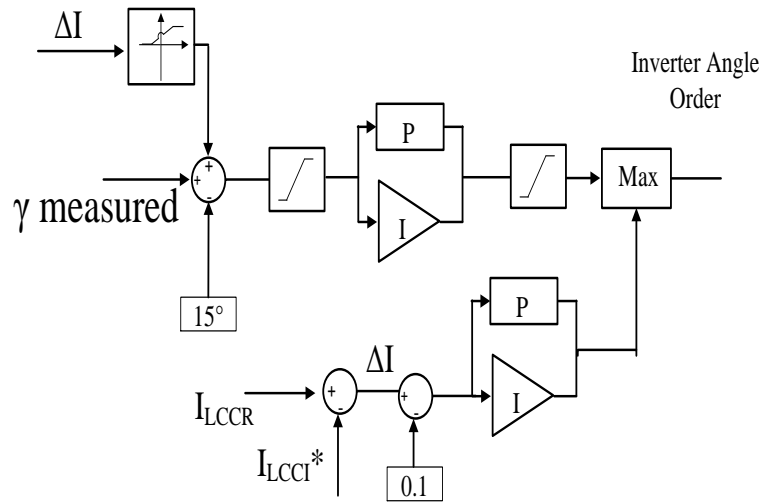 ΔI
Inverter Angle
Order
P
Max
γ measured
I
15°
P
ΔI
I_LCCR
I
I_LCCI*
0.1